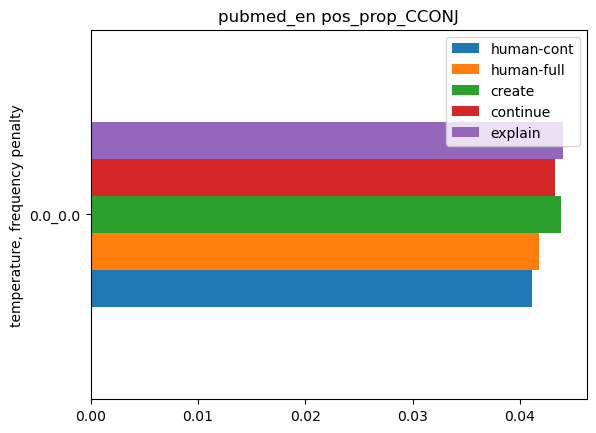 pubmed_en pos_prop_CCONJ
human-cont
human-full
create
continue
explain
temperature, frequency penalty
0.0_0.0
0.00 0.01 0.02 0.03 0.04